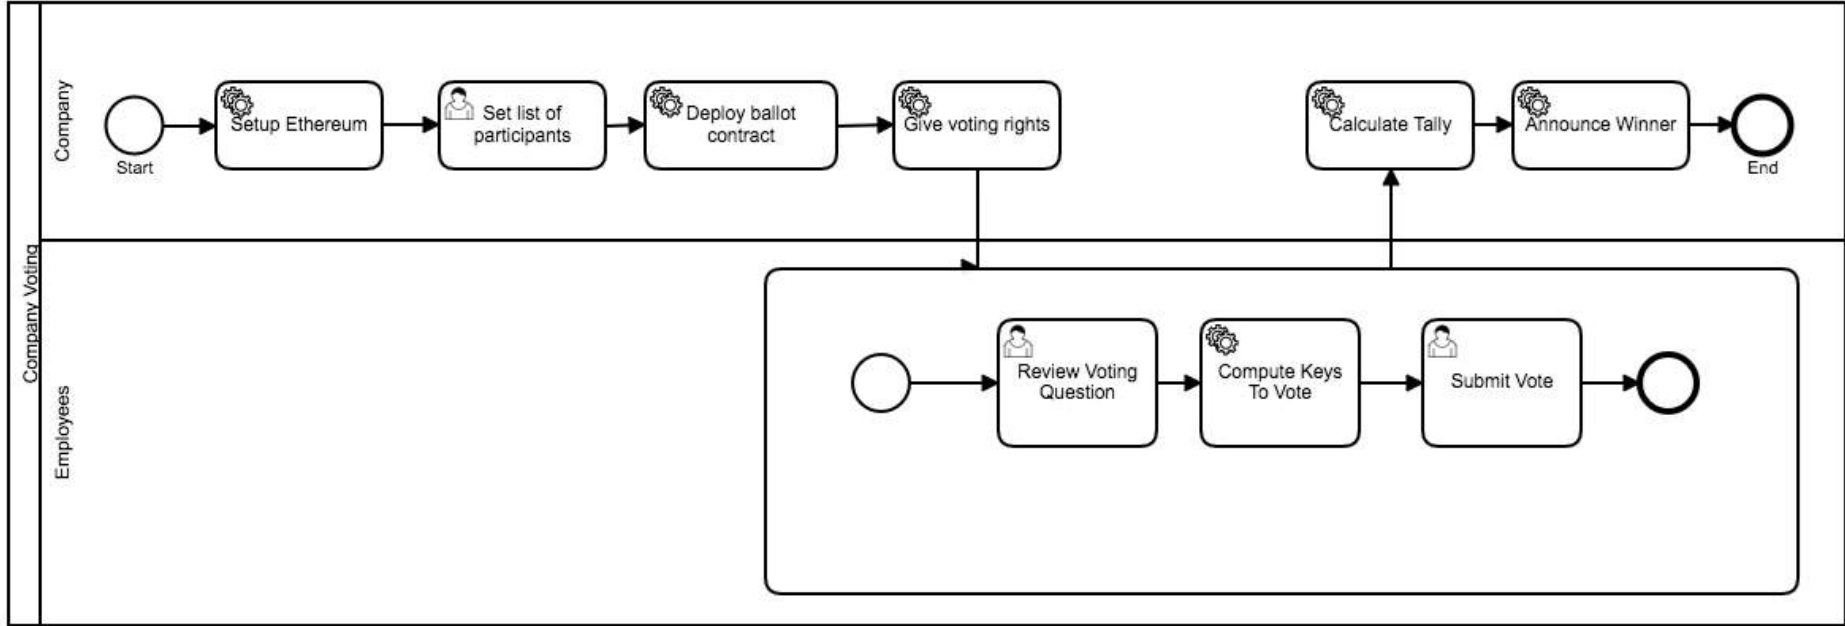 Company Voting
Company
Start
Setup Ethereum
Set list of
participants
Deploy ballot
contract
Give voting rights
Calculate Tally
Announce Winner
End
Employees
Review Voting
Question
Compute Keys
To Vote
Submit Vote